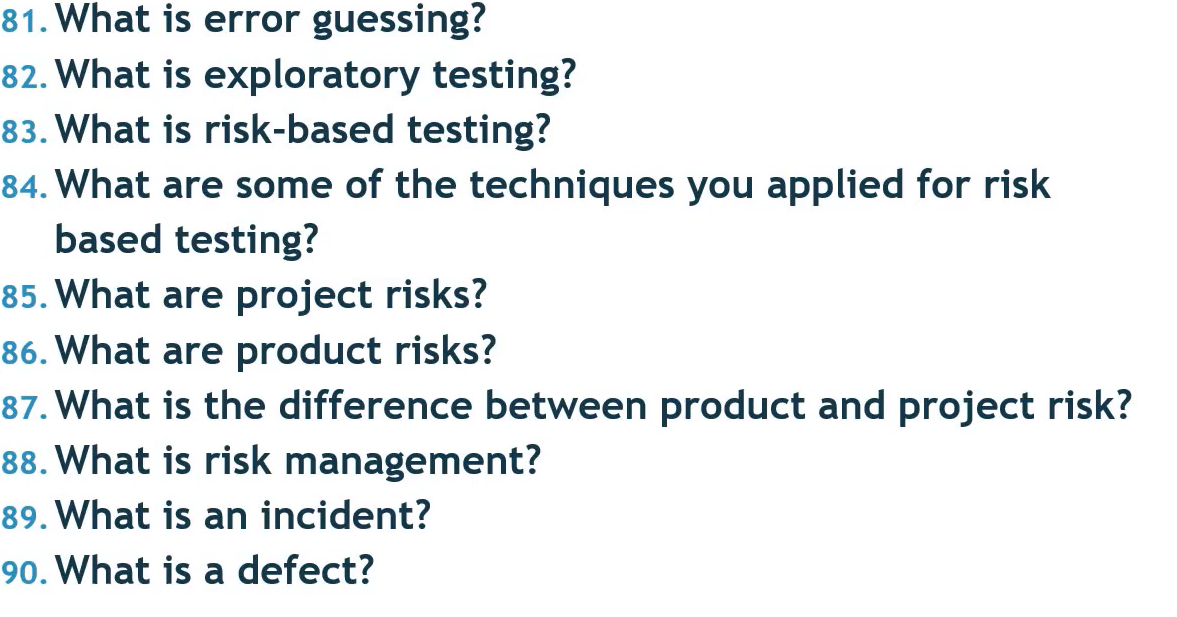 81. What is error guessing?
82. What is exploratory testing?
83. What is risk-based testing?
84. What are some of the techniques you applied for risk
based testing?
85. What are project risks?
86. What are product risks?
87. What is the difference between product and project risk?
88. What is risk management?
89. What is an incident?
90. What is a defect?